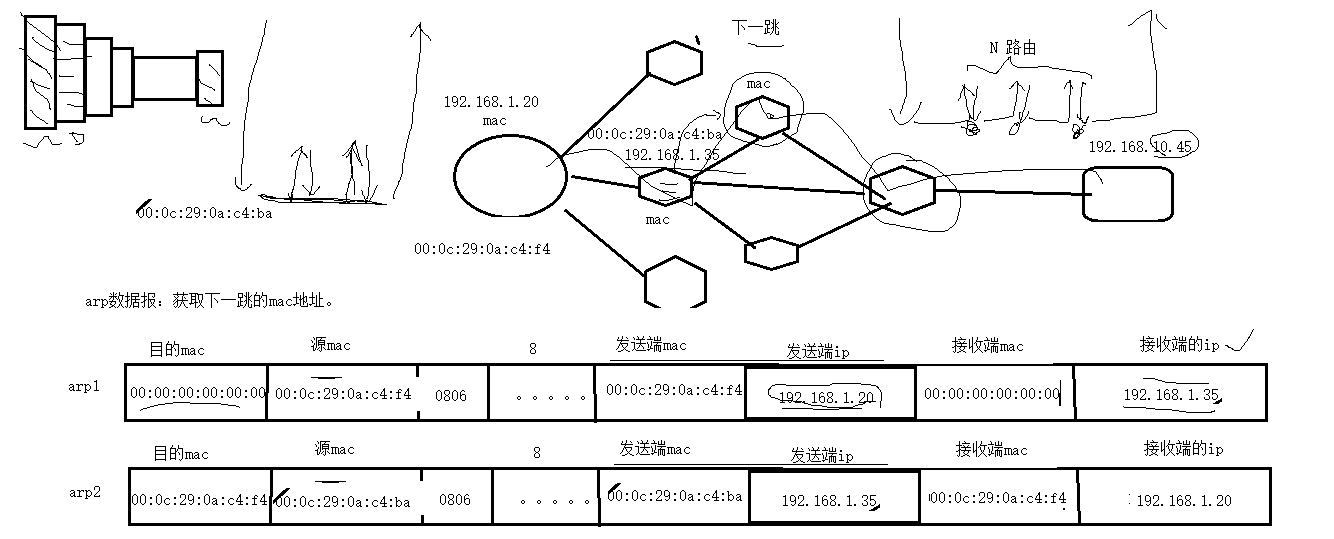 下一跳
N 路由
192.168.1.20
mac
mac
00:0c:29:0a:c4:ba
192.168.1.35
192.168.10.45
mac
00:0c:29:0a:c4:ba
00:0c:29:0a:c4:f4
arp数据报：获取下一跳的mac地址。
目的mac 源mac 8 发送端mac 发送端ip 接收端mac 接收端的ip
arp1 00:00:00:00:00:00 00:0c:29:0a:c4:f4 0806 。。。。。 00:0c:29:0a:c4:f4 192.168.1.20 00:00:00:00:00:00 192.168.1.35
目的mac 源mac 8 发送端mac 发送端ip 接收端mac 接收端的ip
arp2 00:0c:29:0a:c4:f4 00:0c:29:0a:c4:ba 0806 。。。。。 00:0c:29:0a:c4:ba 192.168.1.35 00:0c:29:0a:c4:f4 192.168.1.20